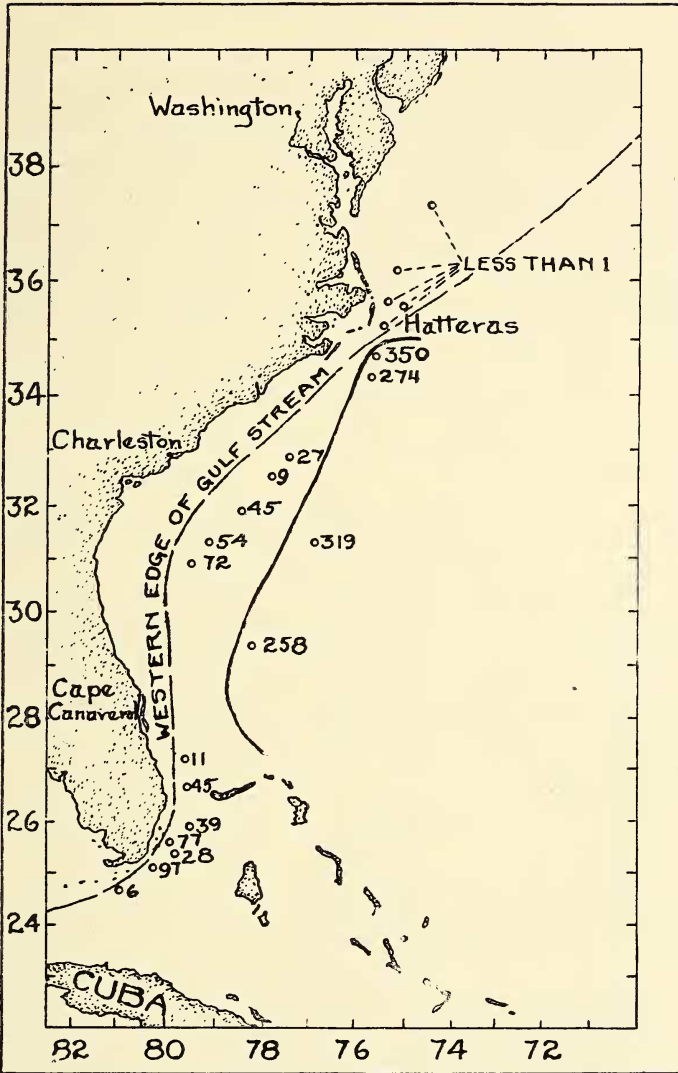 Washington
38
36
LESS THAN 1
Hatteras
350
274
34
WESTERN EDGE OF GULF STREAM
Charleston
27
9
32
45
54
319
72
30
258
Cape
Canaveral
28
11
45
26
39
77
28
97
6
24
CUBA
82 80 78 76 74 72